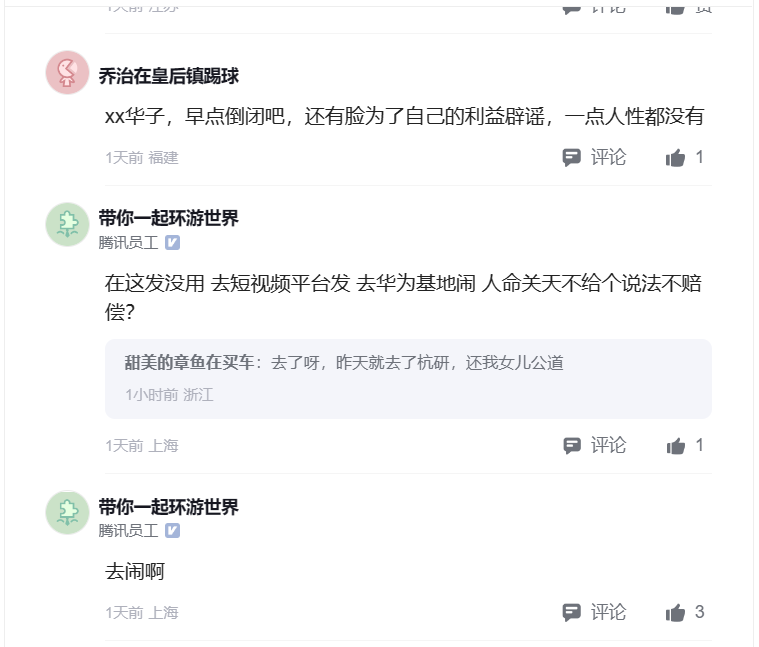 1天前 江苏
评论
赞
乔治在皇后镇踢球
xx华子，早点倒闭吧，还有脸为了自己的利益辟谣，一点人性都没有
1天前 福建
评论
1
带你一起环游世界
腾讯员工
在这发没用 去短视频平台发 去华为基地闹 人命关天不给个说法不赔
偿？
甜美的章鱼在买车：去了呀，昨天就去了杭研，还我女儿公道
1小时前 浙江
1天前 上海
评论
1
带你一起环游世界
腾讯员工
去闹啊
1天前 上海
评论
3